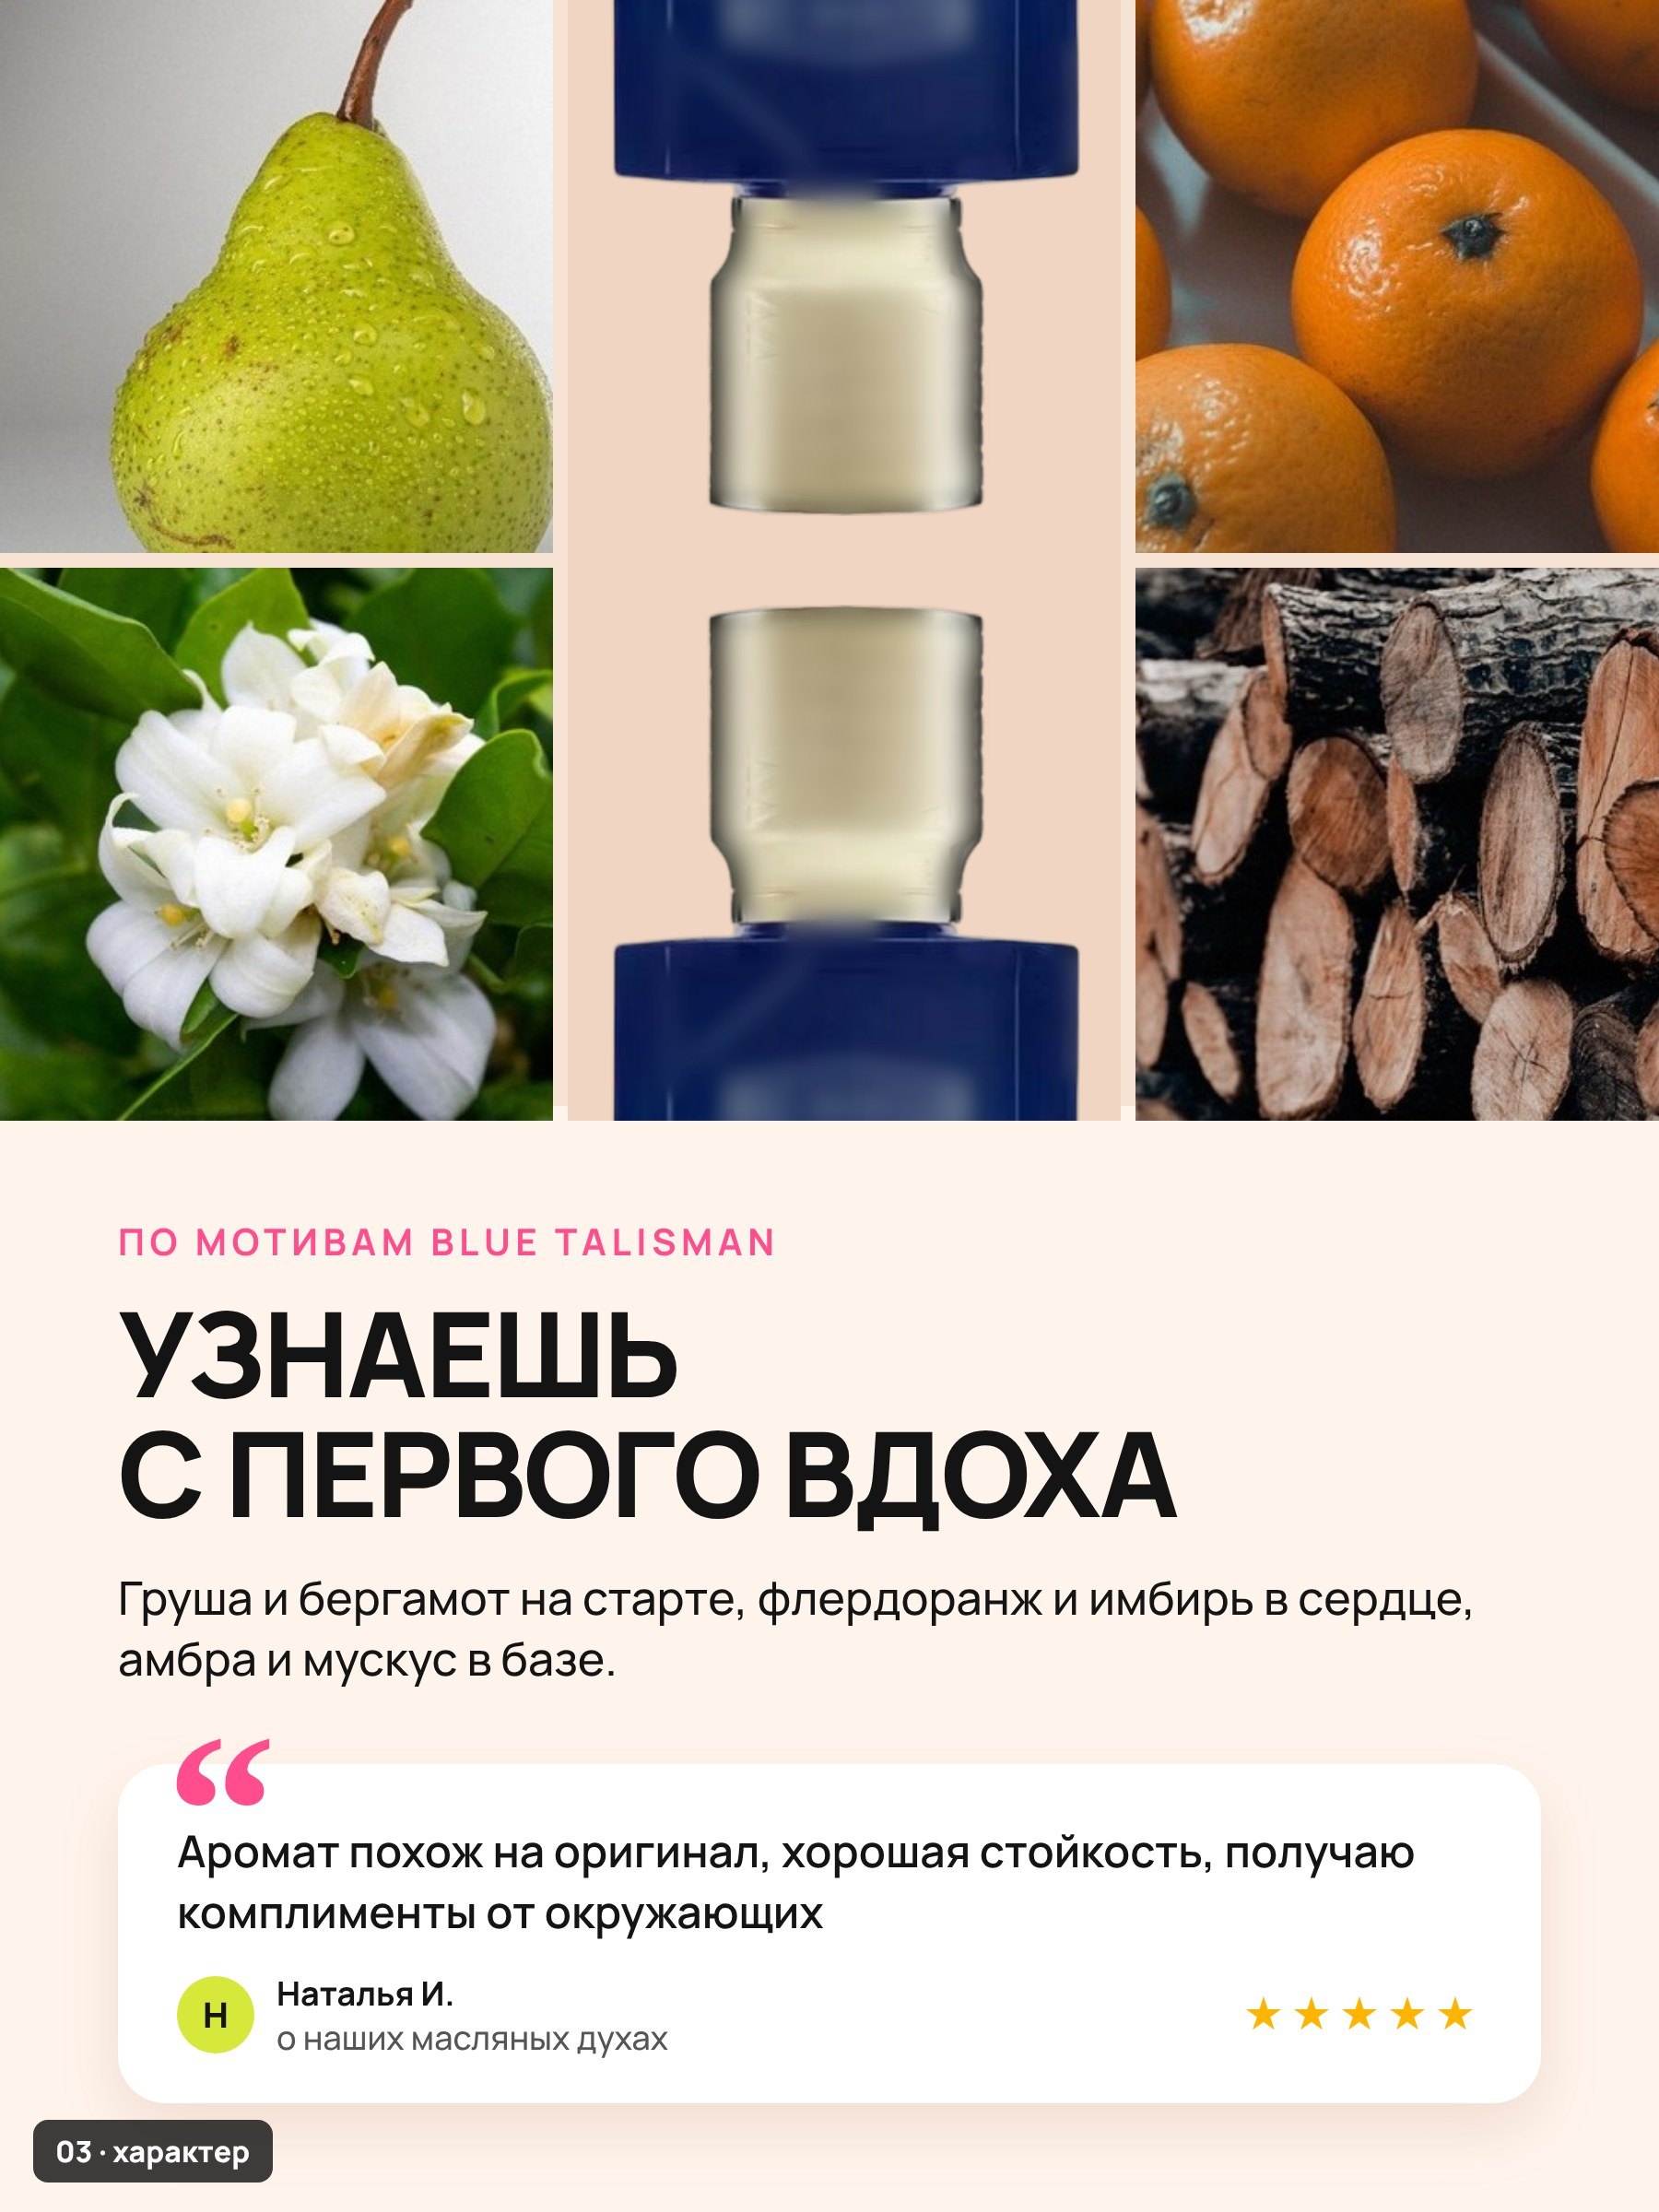 ПО МОТИВАМ BLUE TALISMAN
УЗНАЕШЬ
С ПЕРВОГО ВДОХА
Груша и бергамот на старте, флердоранж и имбирь в сердце,
амбра и мускус в базе.
“
Аромат похож на оригинал, хорошая стойкость, получаю
комплименты от окружающих
Н
Наталья И.
о наших масляных духах
★★★★★
03 · характер